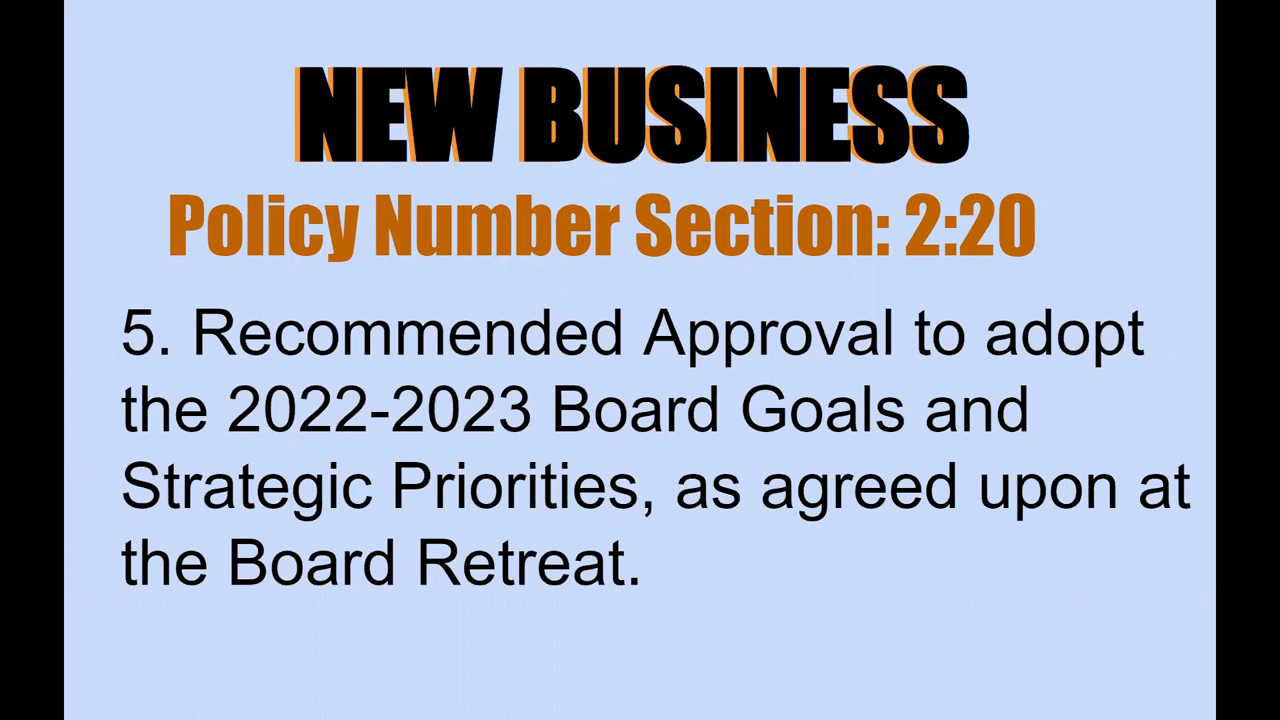 NEW BUSINESS
Policy Number Section: 2:20
5. Recommended Approval to adopt
the 2022-2023 Board Goals and
Strategic Priorities, as agreed upon at
the Board Retreat.